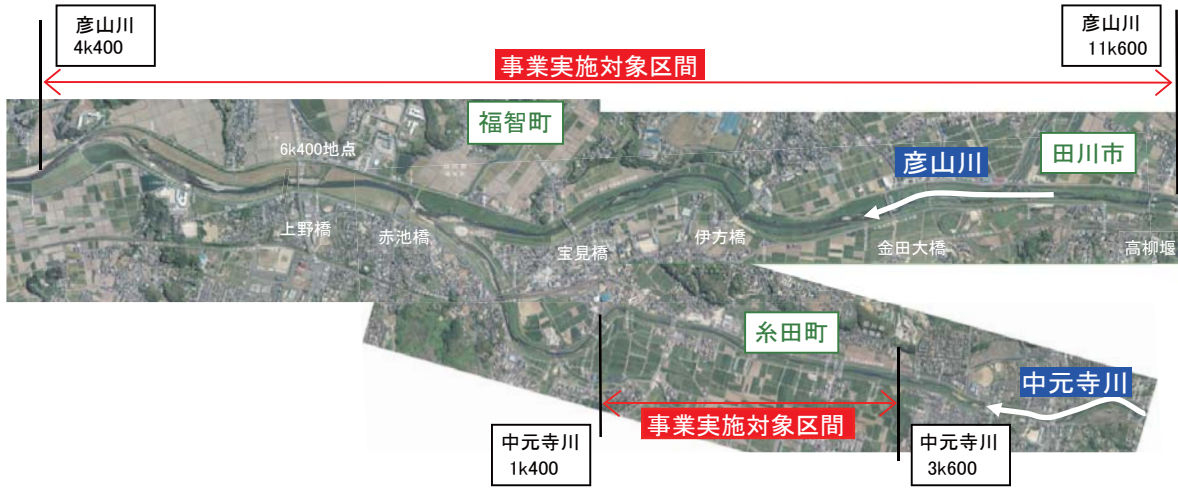 彦山川
4k400
彦山川
11k600
事業実施対象区間
福智町
6k400地点
田川市
彦山川
上野橋
赤池橋
宝見橋
伊方橋
金田大橋
高柳堰
糸田町
中元寺川
事業実施対象区間
中元寺川
1k400
中元寺川
3k600